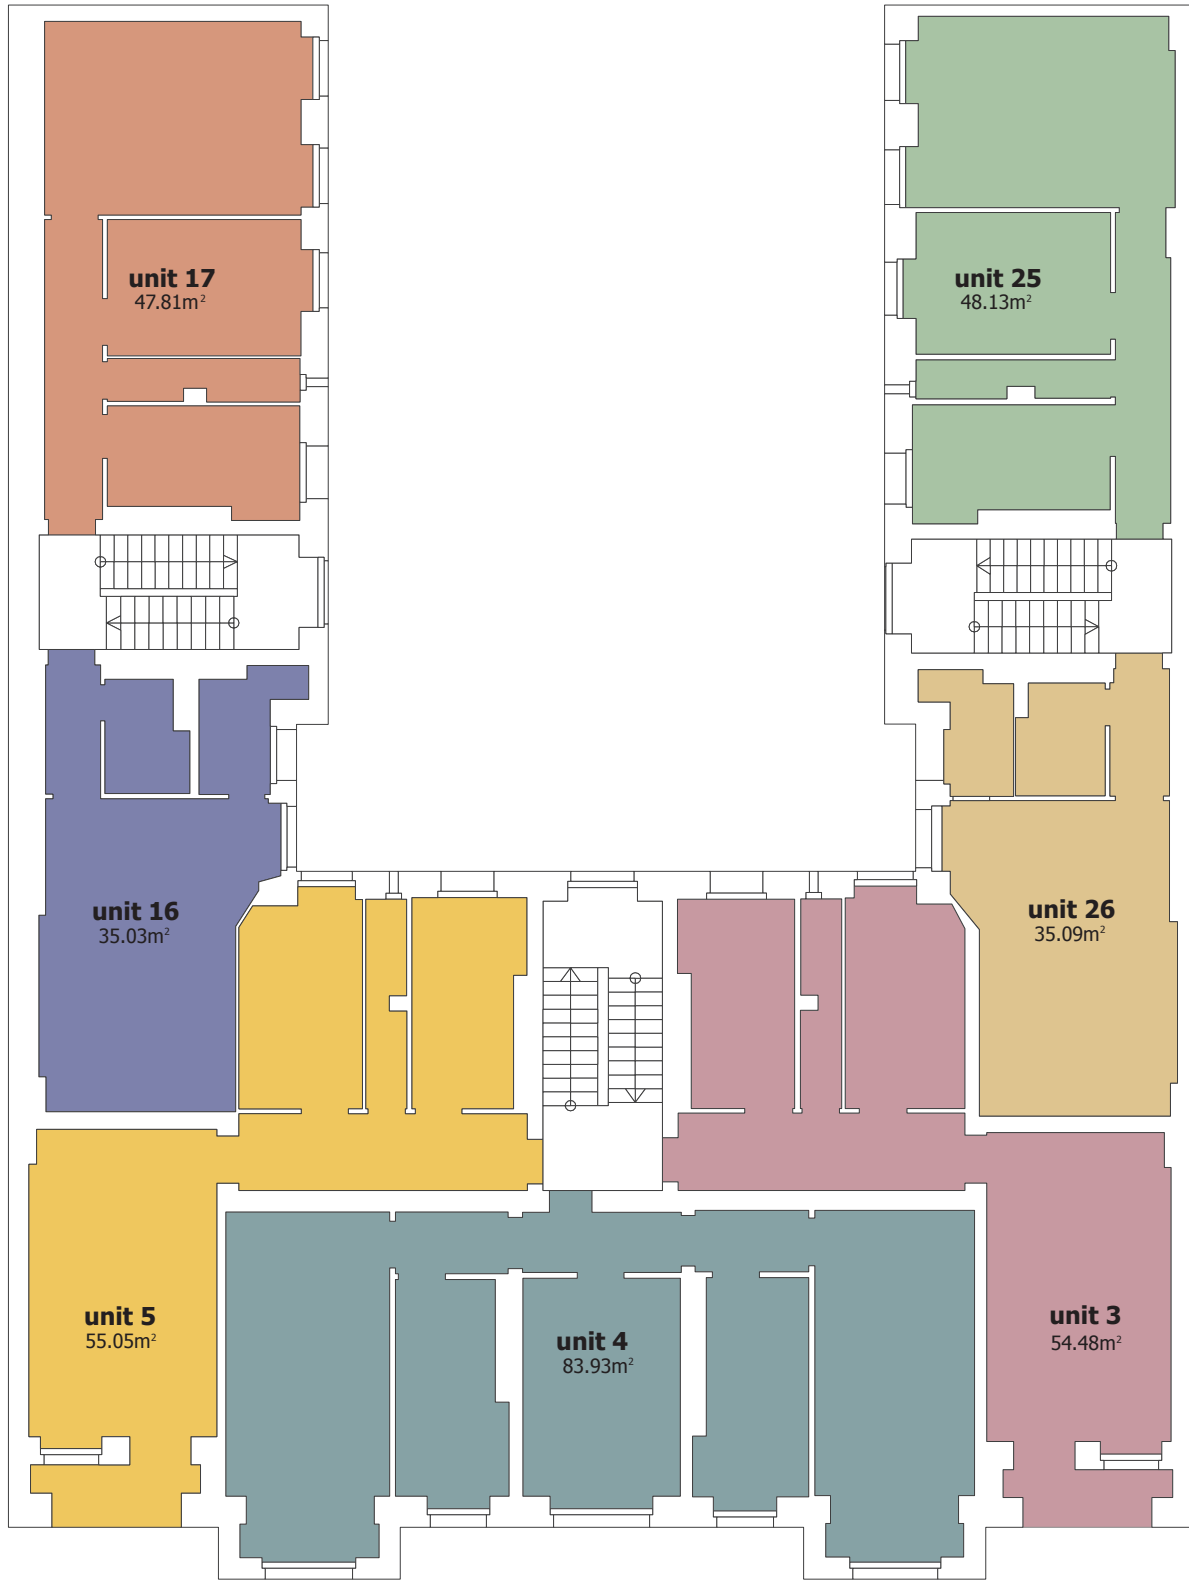 unit 17
47.81m²
unit 25
48.13m²
unit 16
35.03m²
unit 26
35.09m²
unit 5
55.05m²
unit 4
83.93m²
unit 3
54.48m²